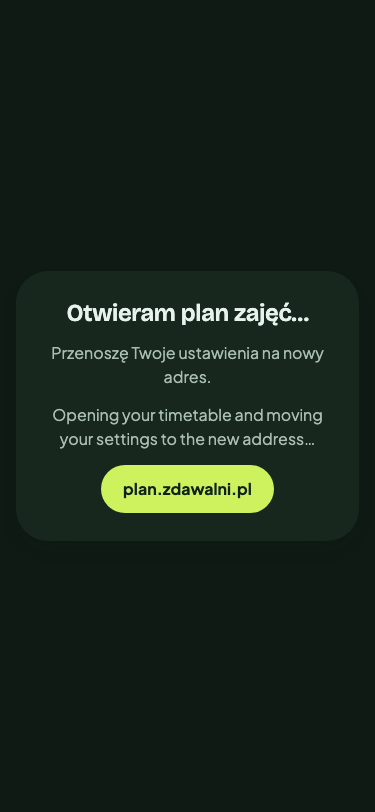 Otwieram plan zajęć...
Przenoszę Twoje ustawienia na nowy
adres.
Opening your timetable and moving
your settings to the new address...
plan.zdawalni.pl